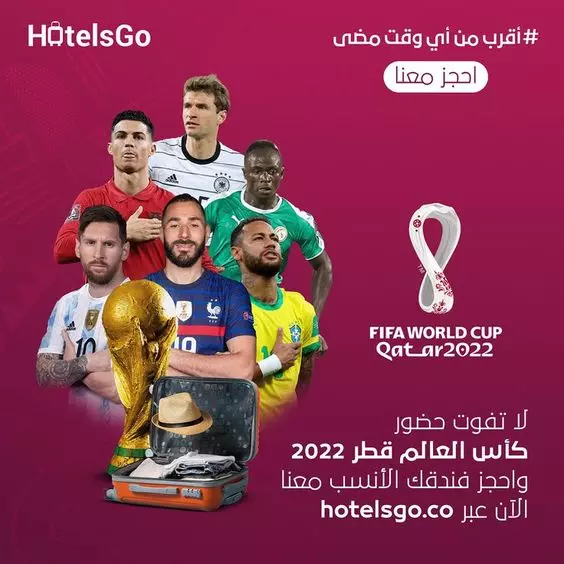 HotelsGo
#أقرب من أي وقت مضى
احجز معنا
10
FIFA WORLD CUP
Qatar2022
لا تفوت حضور
كأس العالم قطر 2022
واحجز فندقك الأنسب معنا
الآن عبر hotelsgo.co